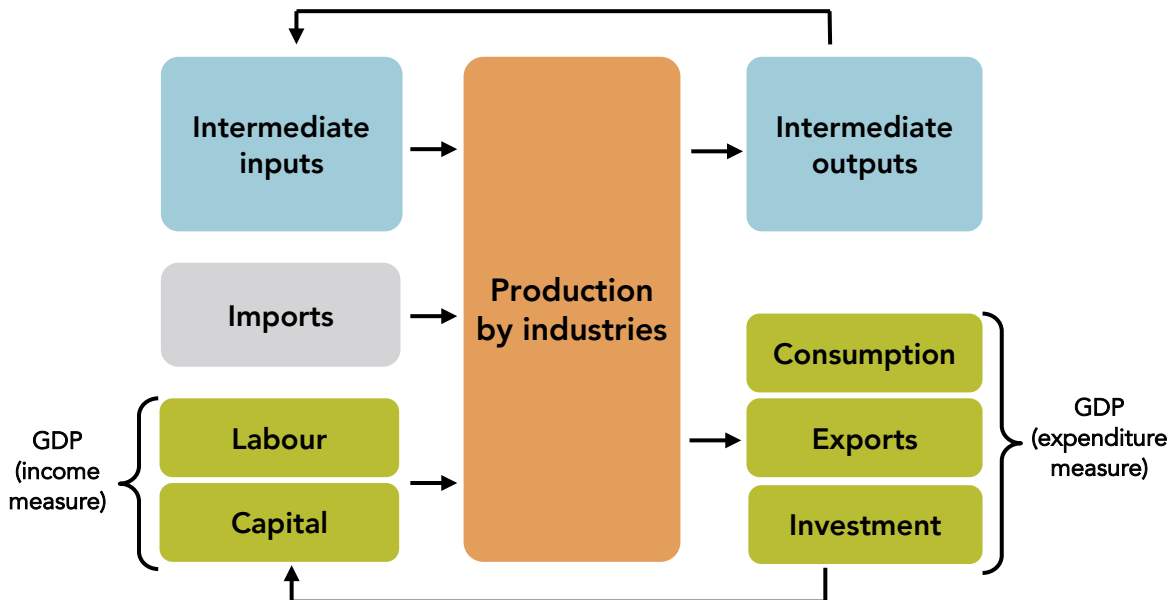 Intermediate
inputs
Intermediate
outputs
Imports
Production
by industries
Consumption
Labour
Exports
Capital
Investment
GDP
(income
measure)
GDP
(expenditure
measure)